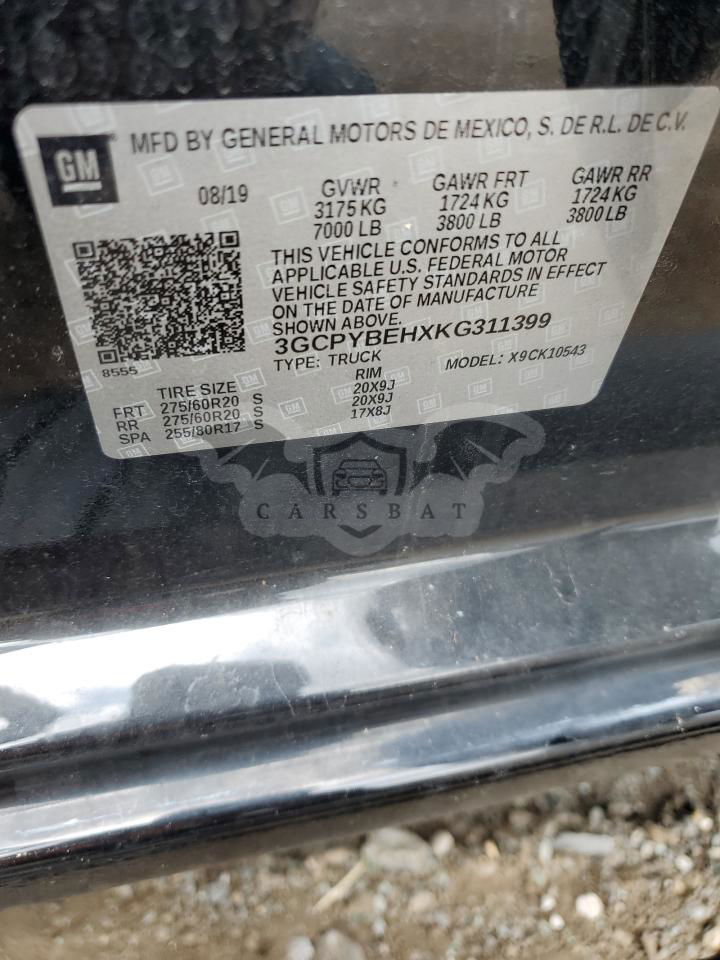 GM
MFD BY GENERAL MOTORS DE MEXICO, S. DE R.L. DE C.V.
08/19 GVWR GAWR FRT GAWR RR
3175 KG 1724 KG 1724 KG
7000 LB 3800 LB 3800 LB
THIS VEHICLE CONFORMS TO ALL
APPLICABLE U.S. FEDERAL MOTOR
VEHICLE SAFETY STANDARDS IN EFFECT
ON THE DATE OF MANUFACTURE
SHOWN ABOVE.
3GCPYBEHXKG311399
8555 TYPE: TRUCK MODEL: X9CK10543
TIRE SIZE RIM
FRT 275/60R20 S 20X9J
RR 275/60R20 S 20X9J
SPA 255/80R17 S 17X8J
CARSBAT